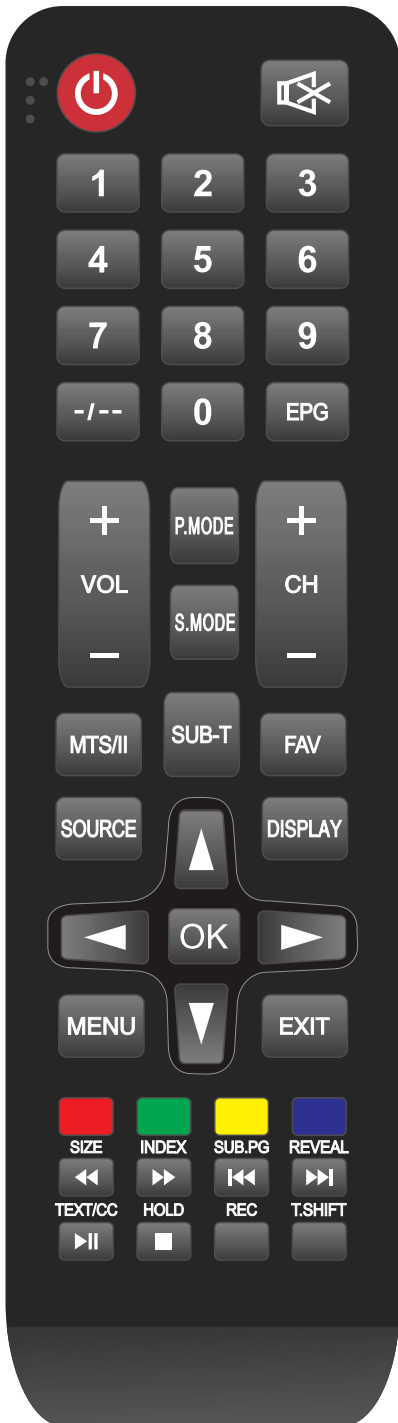 1 2 3
4 5 6
7 8 9
-/-- 0 EPG
+ P.MODE +
VOL CH
- S.MODE -
MTS/II SUB-T FAV
SOURCE DISPLAY
OK
MENU EXIT
SIZE INDEX SUB.PG REVEAL
TEXT/CC HOLD REC T.SHIFT